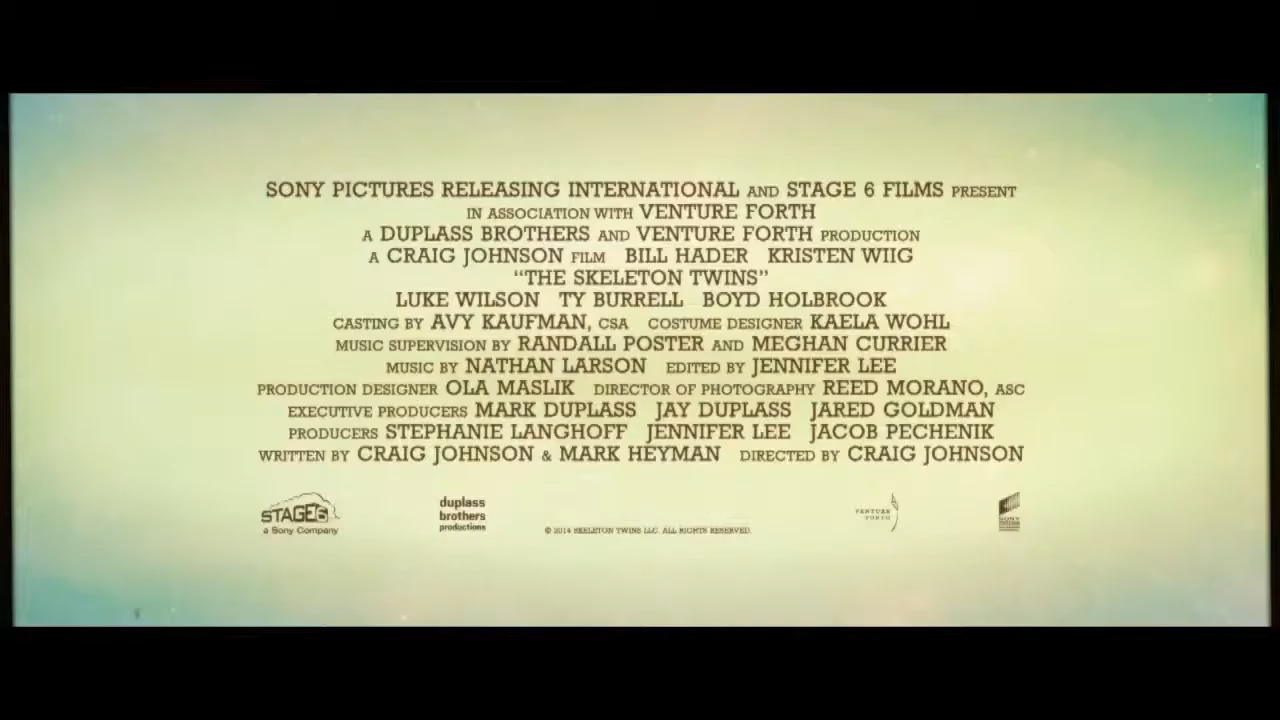 SONY PICTURES RELEASING INTERNATIONAL AND STAGE 6 FILMS PRESENT
IN ASSOCIATION WITH VENTURE FORTH
A DUPLASS BROTHERS AND VENTURE FORTH PRODUCTION
A CRAIG JOHNSON FILM BILL HADER KRISTEN WIIG
“THE SKELETON TWINS”
LUKE WILSON TY BURRELL BOYD HOLBROOK
CASTING BY AVY KAUFMAN, CSA COSTUME DESIGNER KAELA WOHL
MUSIC SUPERVISION BY RANDALL POSTER AND MEGHAN CURRIER
MUSIC BY NATHAN LARSON EDITED BY JENNIFER LEE
PRODUCTION DESIGNER OLA MASLIK DIRECTOR OF PHOTOGRAPHY REED MORANO, ASC
EXECUTIVE PRODUCERS MARK DUPLASS JAY DUPLASS JARED GOLDMAN
PRODUCERS STEPHANIE LANGHOFF JENNIFER LEE JACOB PECHENIK
WRITTEN BY CRAIG JOHNSON & MARK HEYMAN DIRECTED BY CRAIG JOHNSON
STAGE 6
a Sony Company
duplass
brothers
productions
© 2014 SKELETON TWINS LLC. ALL RIGHTS RESERVED.
VENTURE
FORTH
SONY